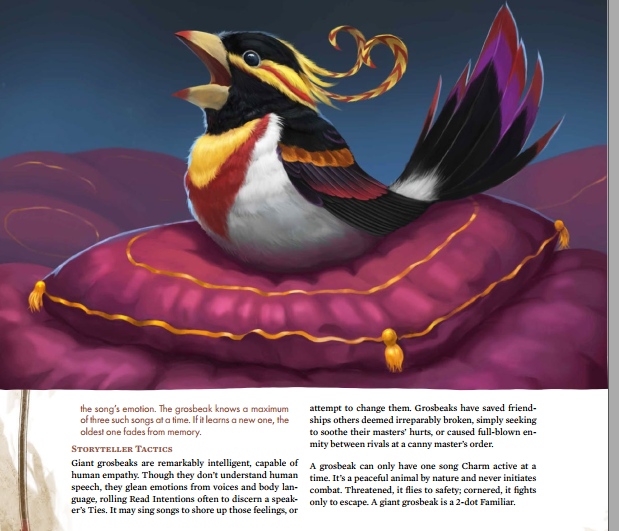 the song's emotion. The grosbeak knows a maximum
of three such songs at a time. If it learns a new one, the
oldest one fades from memory.
Storyteller Tactics
Giant grosbeaks are remarkably intelligent, capable of
human empathy. Though they don't understand human
speech, they glean emotions from voices and body lan-
guage, rolling Read Intentions often to discern a speak-
er's Ties. It may sing songs to shore up those feelings, or
attempt to change them. Grosbeaks have saved friend-
ships others deemed irreparably broken, simply seeking
to soothe their masters' hurts, or caused full-blown en-
mity between rivals at a canny master's order.
A grosbeak can only have one song Charm active at a
time. It's a peaceful animal by nature and never initiates
combat. Threatened, it flies to safety; cornered, it fights
only to escape. A giant grosbeak is a 2-dot Familiar.